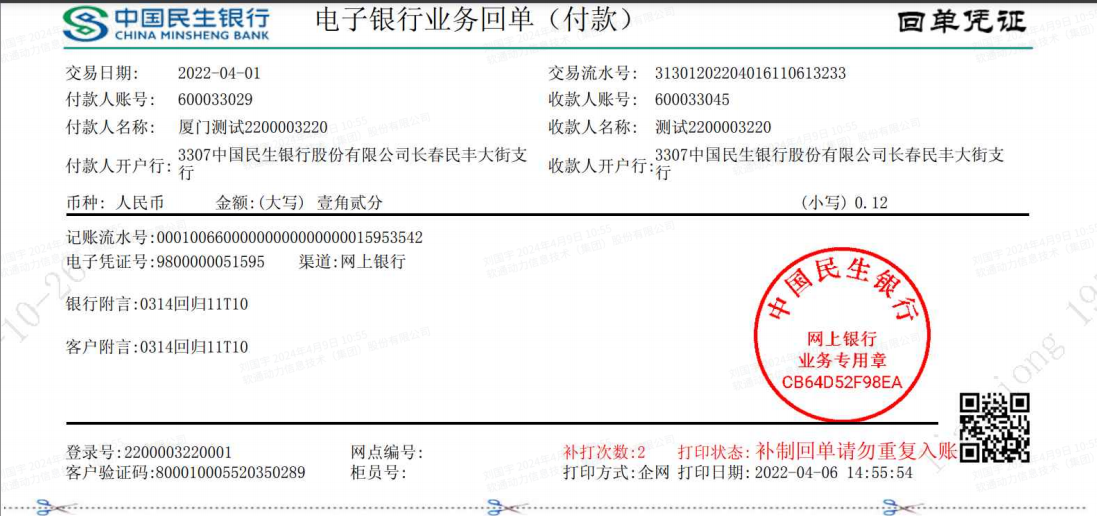 中国民生银行
CHINA MINSHENG BANK
电子银行业务回单（付款）
回单凭证
交易日期: 2022-04-01 交易流水号: 31301202204016110613233
付款人账号: 600033029 收款人账号: 600033045
付款人名称: 厦门测试2200003220 收款人名称: 测试2200003220
付款人开户行: 3307中国民生银行股份有限公司长春民丰大街支行 收款人开户行: 3307中国民生银行股份有限公司长春民丰大街支行
币种: 人民币 金额:(大写) 壹角贰分 (小写) 0.12
记账流水号:0001006600000000000000015953542
电子凭证号:9800000051595 渠道:网上银行
银行附言:0314回归11T10
客户附言:0314回归11T10
中国民生银行
网上银行
业务专用章
CB64D52F98EA
登录号:2200003220001 网点编号: 补打次数:2 打印状态:补制回单请勿重复入账
客户验证码:800010005520350289 柜员号: 打印方式:企网 打印日期:2022-04-06 14:55:54